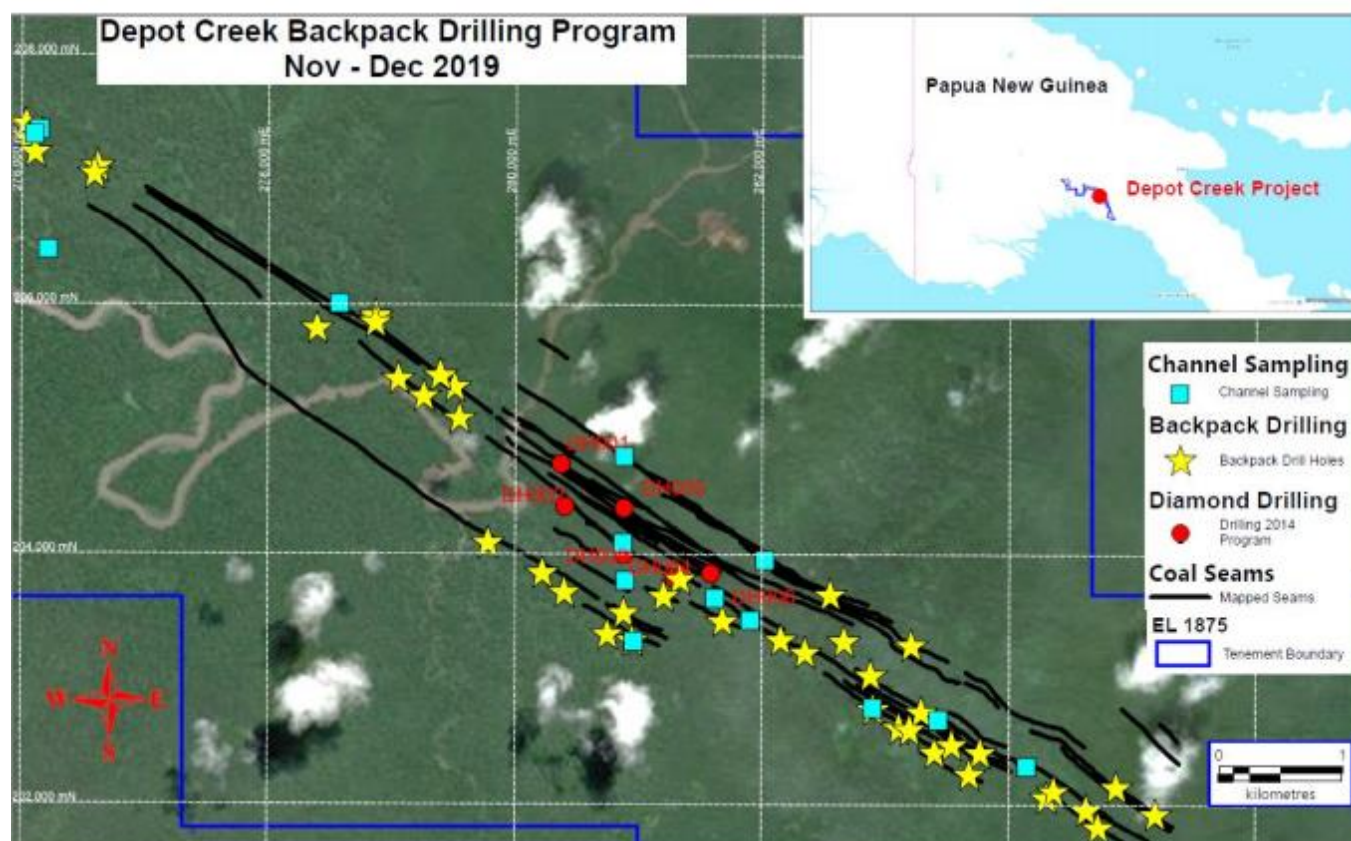 Depot Creek Backpack Drilling Program
Nov - Dec 2019
Papua New Guinea
Depot Creek Project
208,000 mN
206,000 mN
204,000 mN
202,000 mN
276,000 mE
278,000 mE
280,000 mE
282,000 mE
N
W
E
S
Channel Sampling
Channel Sampling
Backpack Drilling
Backpack Drill Holes
Diamond Drilling
Drilling 2014
Program
Coal Seams
Mapped Seams
EL 1875
Tenement Boundary
0
1
kilometres